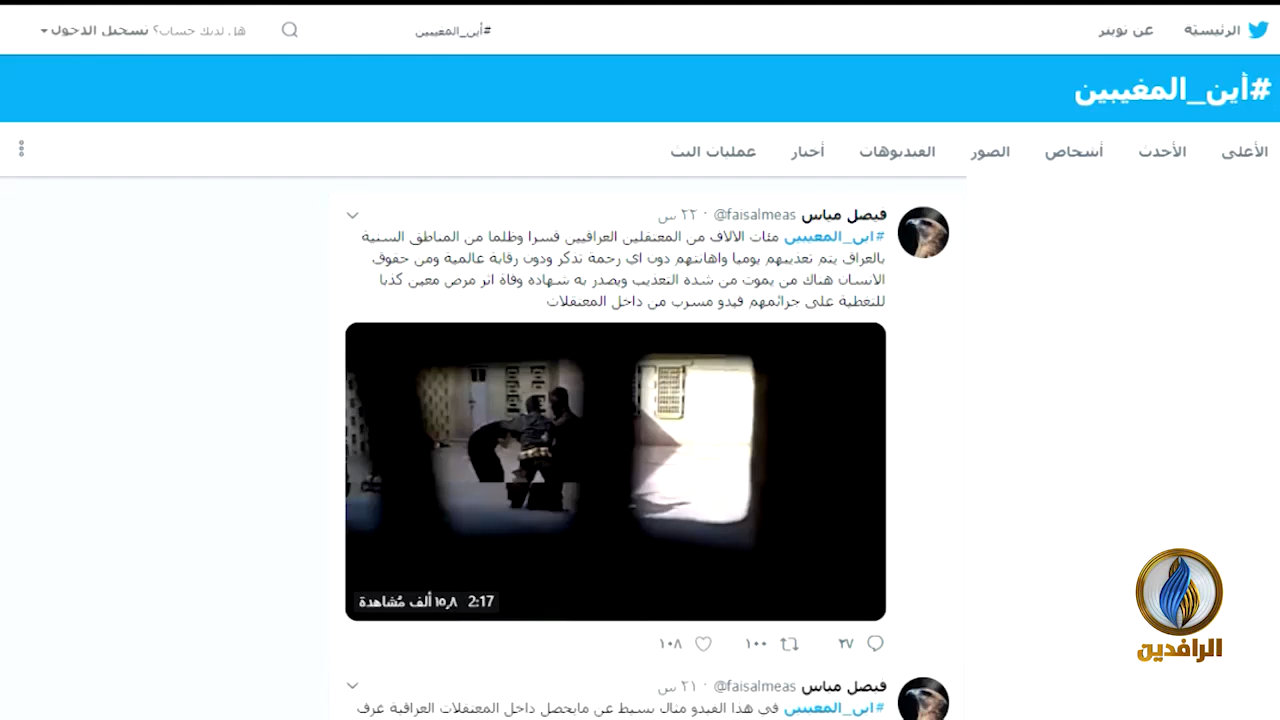 الرئيسيّة عن تويتر #أين_المغيبين هل لديك حساب؟ تسجيل الدخول
#أين_المغيبين
الأعلى الأحدث أشخاص الصور الفيديوهات أخبار عمليات البث
فيصل مياس @faisalmeas · ٢٢ س
#اين_المغيبين مئات الالاف من المعتقلين العراقيين قسرا وظلما من المناطق السنية
بالعراق يتم تعذيبهم يوميا واهانتهم دون اي رحمة تذكر ودون رقابة عالمية ومن حقوق
الانسان هناك من يموت من شدة التعذيب ويصدر به شهادة وفاة اثر مرض معين كذبا
للتغطية على جرائمهم فيدو مسرب من داخل المعتقلات
2:17 ١٥٫٨ ألف مُشاهدة
٢٧ ١٠٠ ١٠٨
الرافدين
فيصل مياس @faisalmeas · ٢١ س
#اين_المغيبين في هذا الفيدو مثال بسيط عن مايحصل داخل المعتقلات العراقية غرف